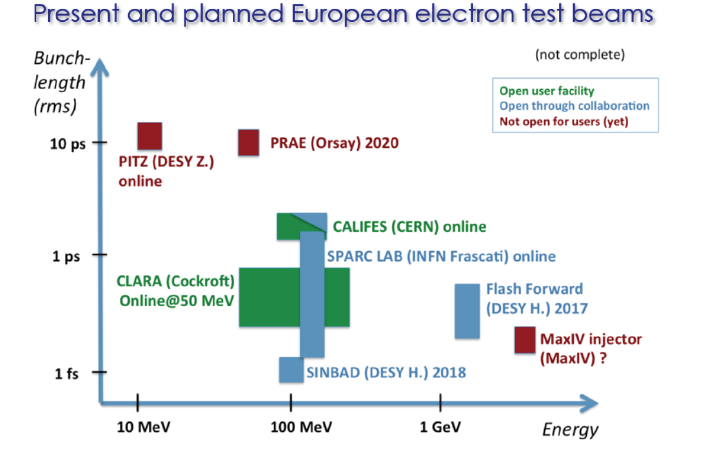 Present and planned European electron test beams
Bunch-
length
(rms)
(not complete)
Open user facility
Open through collaboration
Not open for users (yet)
10 ps
PITZ (DESY Z.)
online
PRAE (Orsay) 2020
CALIFES (CERN) online
1 ps
SPARC LAB (INFN Frascati) online
CLARA (Cockroft)
Online@50 MeV
Flash Forward
(DESY H.) 2017
MaxIV injector
(MaxIV) ?
1 fs
SINBAD (DESY H.) 2018
10 MeV
100 MeV
1 GeV
Energy